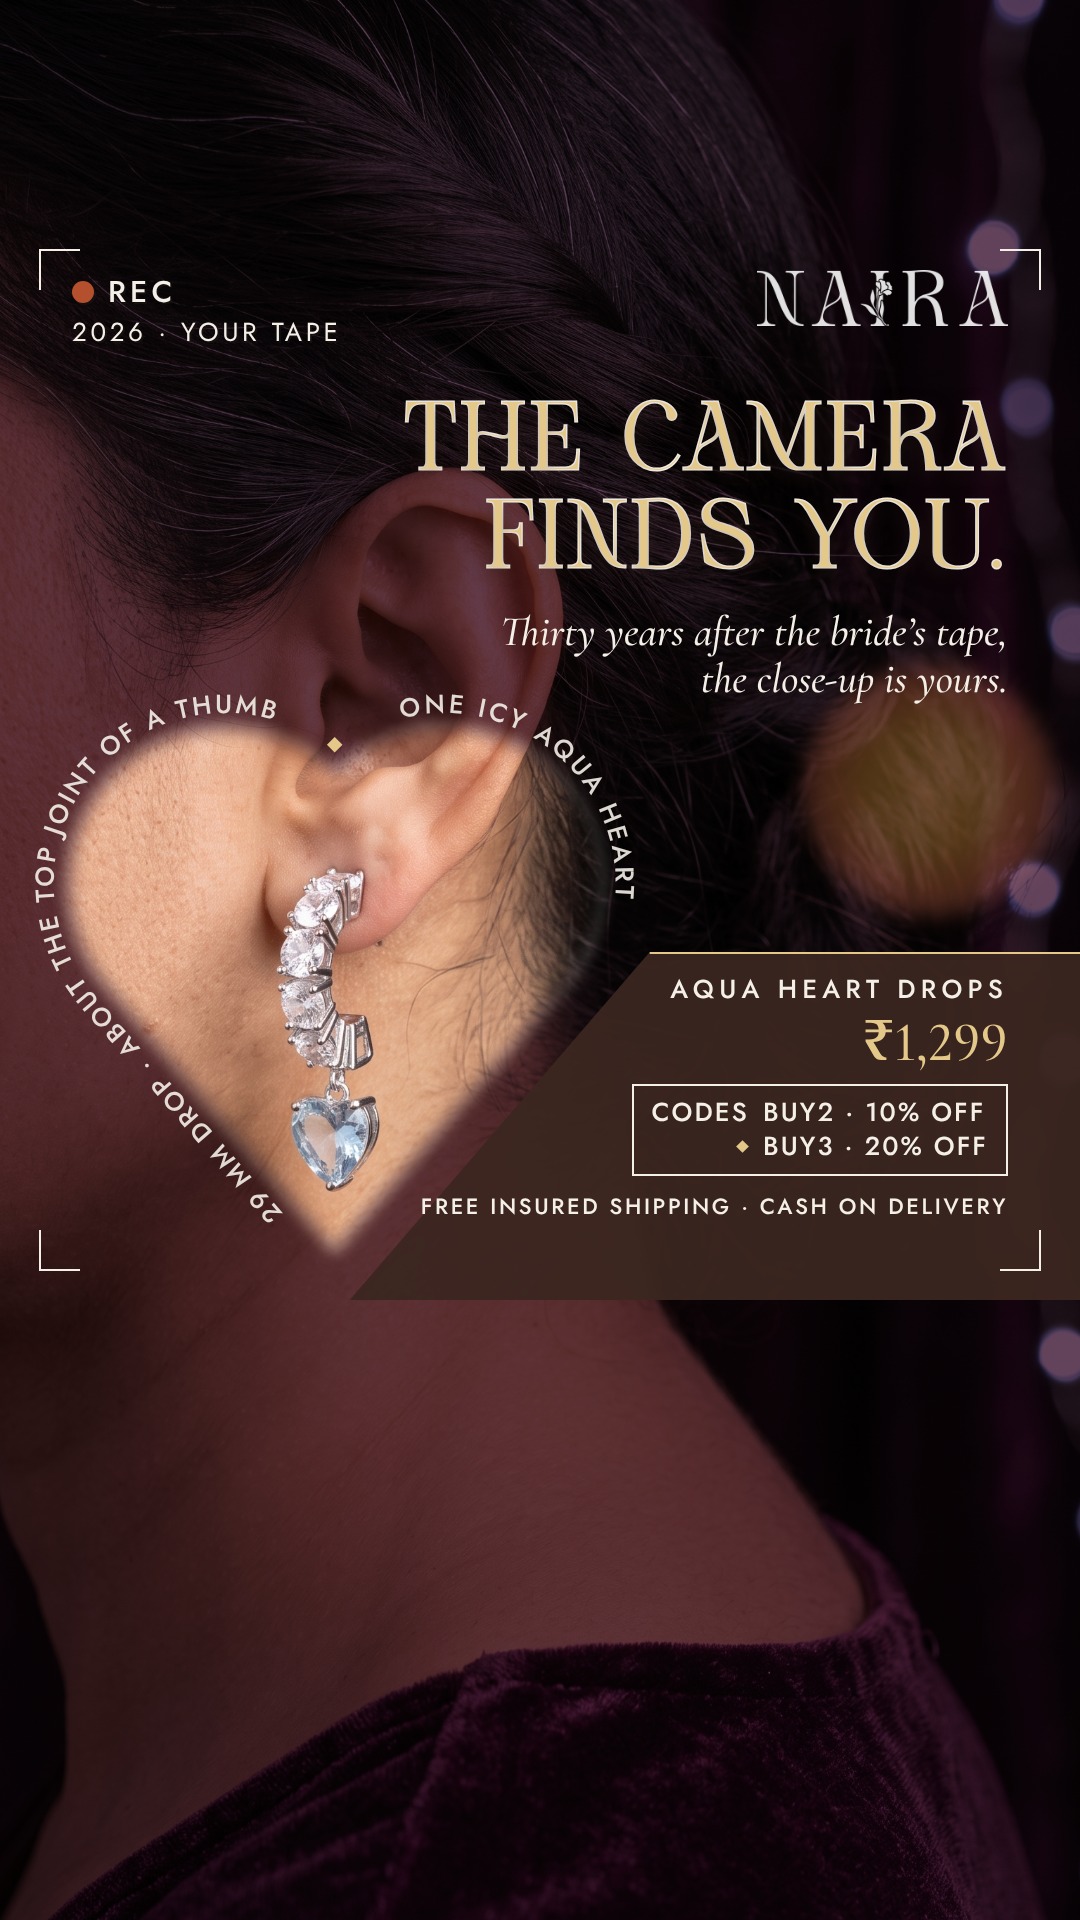 REC
2026 · YOUR TAPE
NAIRA
THE CAMERA
FINDS YOU.
Thirty years after the bride's tape,
the close-up is yours.
29 MM DROP · ABOUT THE TOP JOINT OF A THUMB
ONE ICY AQUA HEART
AQUA HEART DROPS
₹1,299
CODES BUY2 · 10% OFF
BUY3 · 20% OFF
FREE INSURED SHIPPING · CASH ON DELIVERY